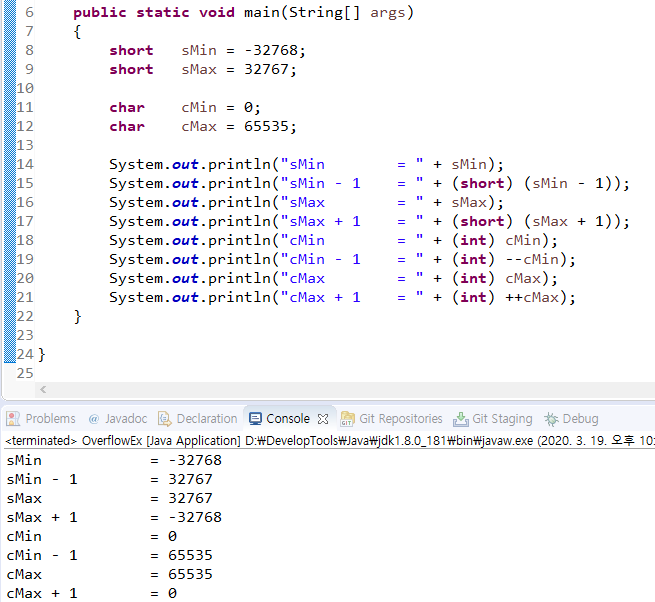 6 public static void main(String[] args)
7 {
8 short sMin = -32768;
9 short sMax = 32767;
10
11 char cMin = 0;
12 char cMax = 65535;
13
14 System.out.println("sMin = " + sMin);
15 System.out.println("sMin - 1 = " + (short) (sMin - 1));
16 System.out.println("sMax = " + sMax);
17 System.out.println("sMax + 1 = " + (short) (sMax + 1));
18 System.out.println("cMin = " + (int) cMin);
19 System.out.println("cMin - 1 = " + (int) --cMin);
20 System.out.println("cMax = " + (int) cMax);
21 System.out.println("cMax + 1 = " + (int) ++cMax);
22 }
23
24 }
25
Problems @ Javadoc Declaration Console Git Repositories Git Staging Debug
<terminated> OverflowEx [Java Application] D:₩DevelopTools₩Java₩jdk1.8.0_181₩bin₩javaw.exe (2020. 3. 19. 오후 10:
sMin = -32768
sMin - 1 = 32767
sMax = 32767
sMax + 1 = -32768
cMin = 0
cMin - 1 = 65535
cMax = 65535
cMax + 1 = 0